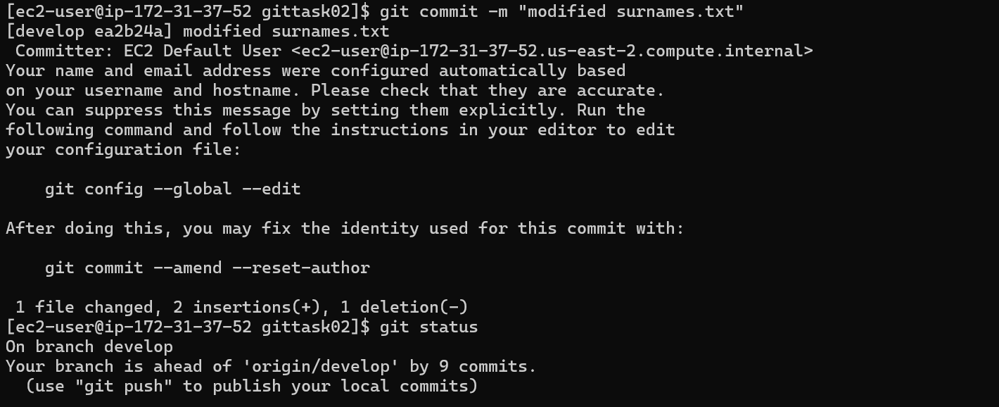 [ec2-user@ip-172-31-37-52 gittask02]$ git commit -m "modified surnames.txt"
[develop ea2b24a] modified surnames.txt
 Committer: EC2 Default User <ec2-user@ip-172-31-37-52.us-east-2.compute.internal>
Your name and email address were configured automatically based
on your username and hostname. Please check that they are accurate.
You can suppress this message by setting them explicitly. Run the
following command and follow the instructions in your editor to edit
your configuration file:

    git config --global --edit

After doing this, you may fix the identity used for this commit with:

    git commit --amend --reset-author

 1 file changed, 2 insertions(+), 1 deletion(-)
[ec2-user@ip-172-31-37-52 gittask02]$ git status
On branch develop
Your branch is ahead of 'origin/develop' by 9 commits.
  (use "git push" to publish your local commits)